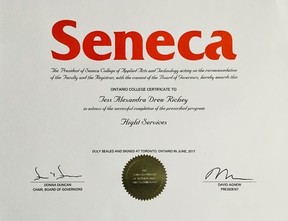 Seneca
The President of Seneca College of Applied Arts and Technology acting on the recommendation
of the Faculty and the Registrar, with the consent of the Board of Governors, hereby awards this
ONTARIO COLLEGE CERTIFICATE TO
Tess Alexandra Drew Richey
in witness of the successful completion of the prescribed program
Flight Services
DULY SEALED AND SIGNED AT TORONTO, ONTARIO IN JUNE, 2017
DONNA DUNCAN
CHAIR, BOARD OF GOVERNORS
DAVID AGNEW
PRESIDENT